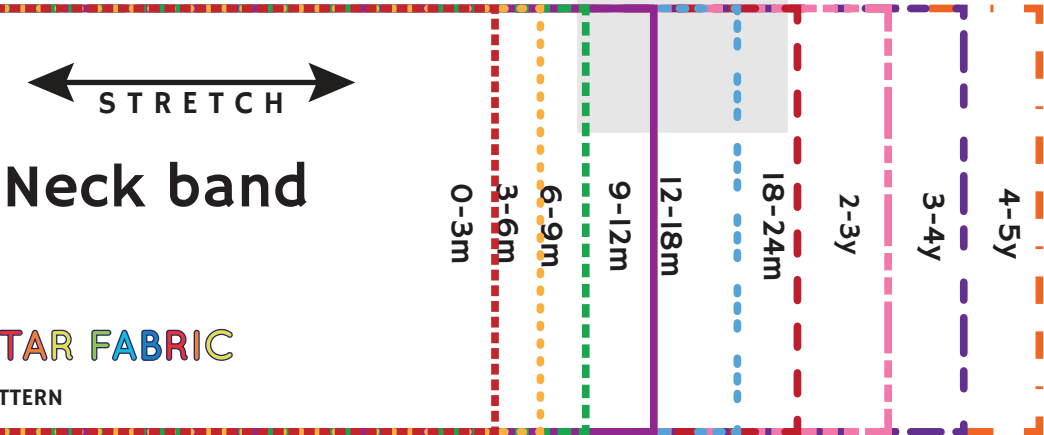 STRETCH
Neck band
0-3m
3-6m
6-9m
9-12m
12-18m
18-24m
2-3y
3-4y
4-5y
TAR FABRIC
TTERN